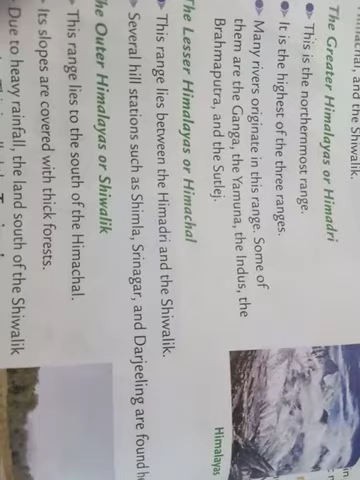 and the Shiwalik.
The Greater Himalayas or Himadri
This is the northernmost range.
It is the highest of the three ranges.
Many rivers originate in this range. Some of
them are the Ganga, the Yamuna, the Indus, the
Brahmaputra, and the Sutlej.
Himalayas
The Lesser Himalayas or Himachal
This range lies between the Himadri and the Shiwalik.
Several hill stations such as Shimla, Srinagar, and Darjeeling are found
The Outer Himalayas or Shiwalik
This range lies to the south of the Himachal.
Its slopes are covered with thick forests.
Due to heavy rainfall, the land south of the Shiwalik